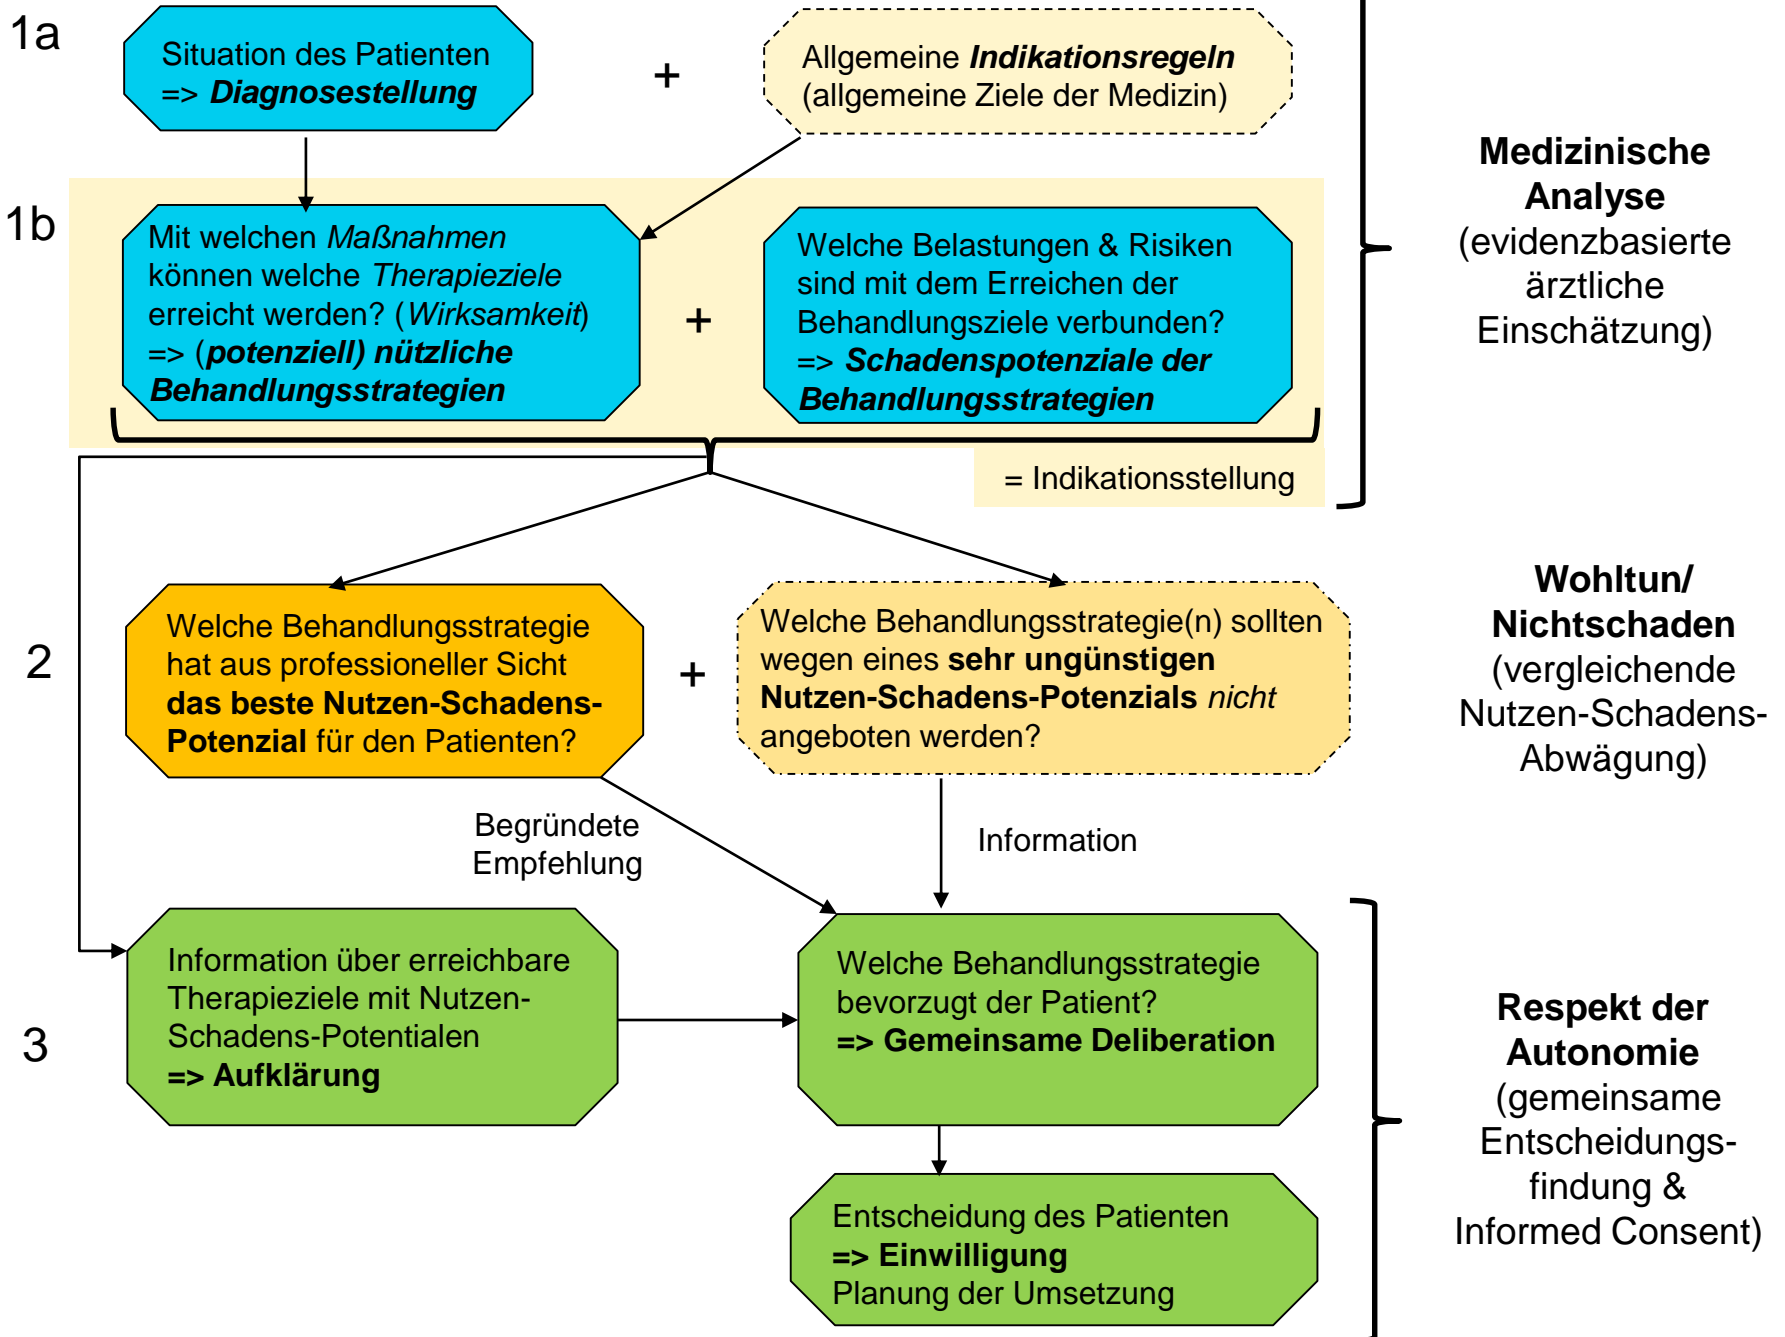 1a
Situation des Patienten
=> Diagnosestellung
+
Allgemeine Indikationsregeln
(allgemeine Ziele der Medizin)
1b
Mit welchen Maßnahmen
können welche Therapieziele
erreicht werden? (Wirksamkeit)
=> (potenziell) nützliche
Behandlungsstrategien
+
Welche Belastungen & Risiken
sind mit dem Erreichen der
Behandlungsziele verbunden?
=> Schadenspotenziale der
Behandlungsstrategien
= Indikationsstellung
Medizinische
Analyse
(evidenzbasierte
ärztliche
Einschätzung)
2
Welche Behandlungsstrategie
hat aus professioneller Sicht
das beste Nutzen-Schadens-
Potenzial für den Patienten?
+
Welche Behandlungsstrategie(n) sollten
wegen eines sehr ungünstigen
Nutzen-Schadens-Potenzials nicht
angeboten werden?
Wohltun/
Nichtschaden
(vergleichende
Nutzen-Schadens-
Abwägung)
Begründete
Empfehlung
Information
3
Information über erreichbare
Therapieziele mit Nutzen-
Schadens-Potentialen
=> Aufklärung
Welche Behandlungsstrategie
bevorzugt der Patient?
=> Gemeinsame Deliberation
Entscheidung des Patienten
=> Einwilligung
Planung der Umsetzung
Respekt der
Autonomie
(gemeinsame
Entscheidungs-
findung &
Informed Consent)